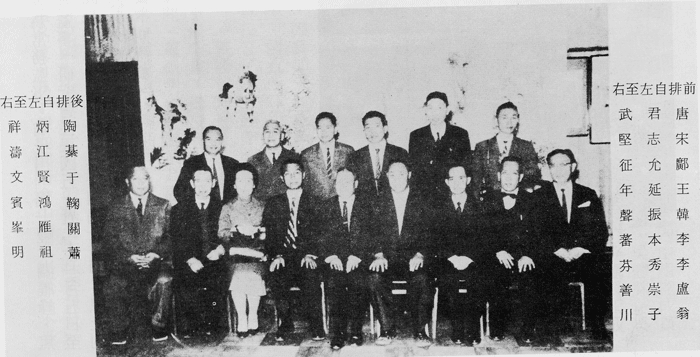 前排自左至右
唐君武
宋志堅
鄺允征
王延年
韓振聲
李本蕃
李秀芬
盧崇善
翁子川
後排自左至右
陶炳祥
綦江濤
于賢文
鞠鴻賓
關雁峯
蕭祖明